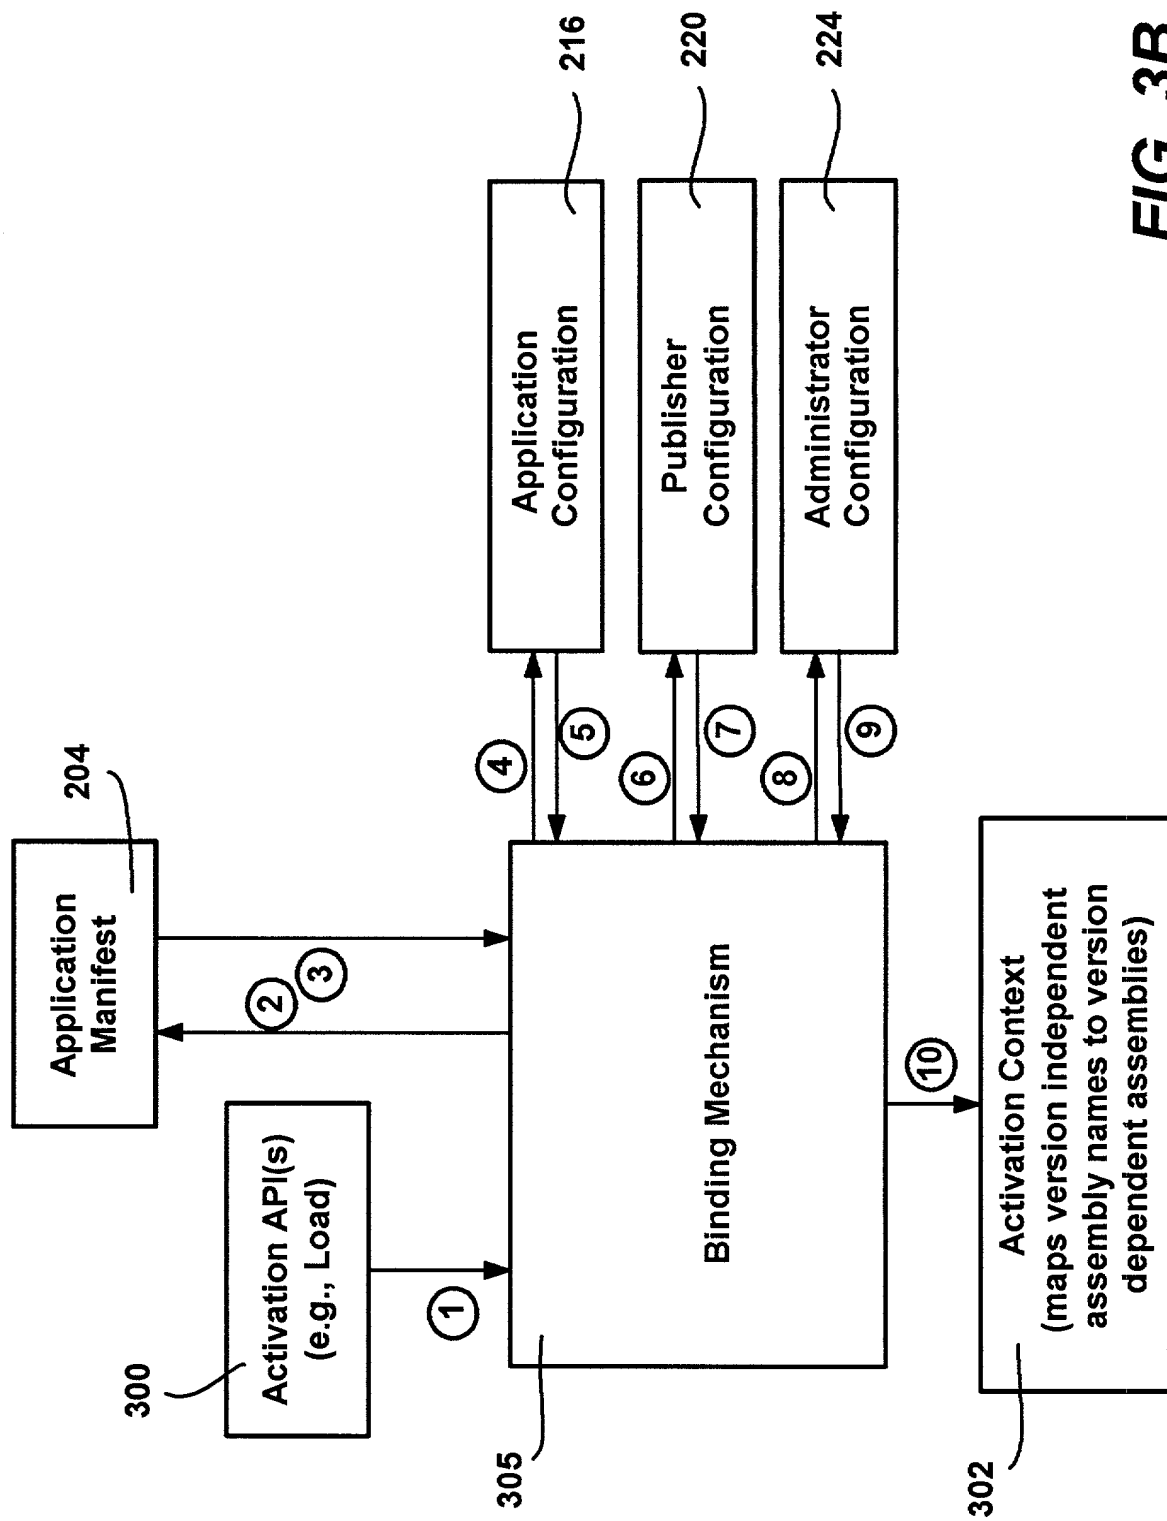 204
Application
Manifest
300
Activation API(s)
(e.g., Load)
1
2
3
305
Binding Mechanism
4
5
6
7
8
9
10
Application
Configuration
216
Publisher
Configuration
220
Administrator
Configuration
224
302
Activation Context
(maps version independent
assembly names to version
dependent assemblies)
FIG. 3B